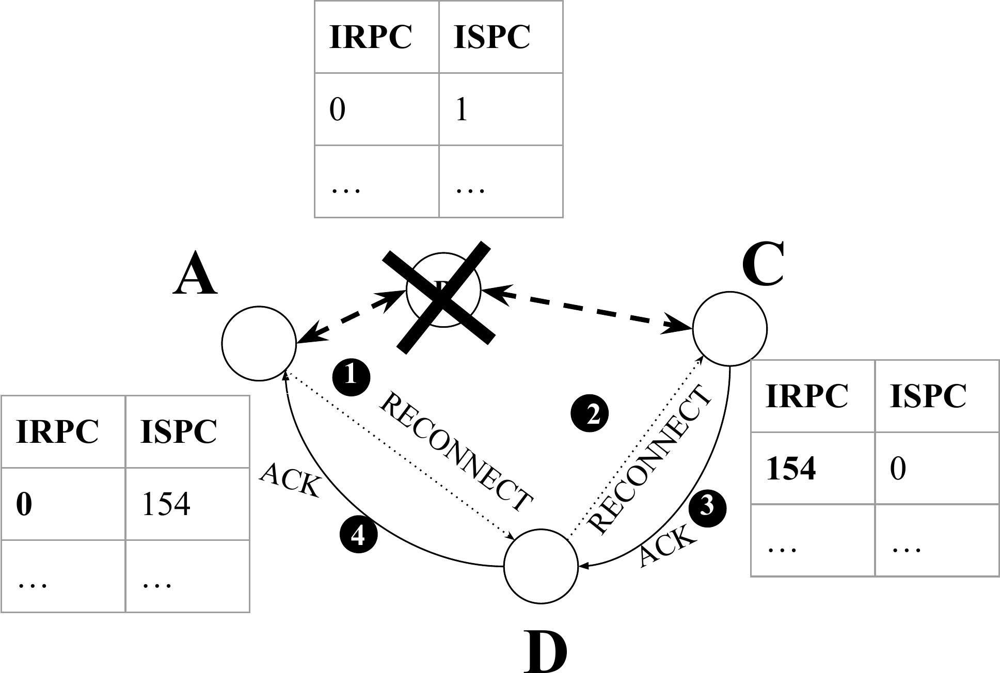 IRPC ISPC
0 1
… …
A
C
1
RECONNECT
2
RECONNECT
IRPC ISPC
154 0
… …
IRPC ISPC
0 154
… …
ACK
4
3
ACK
D